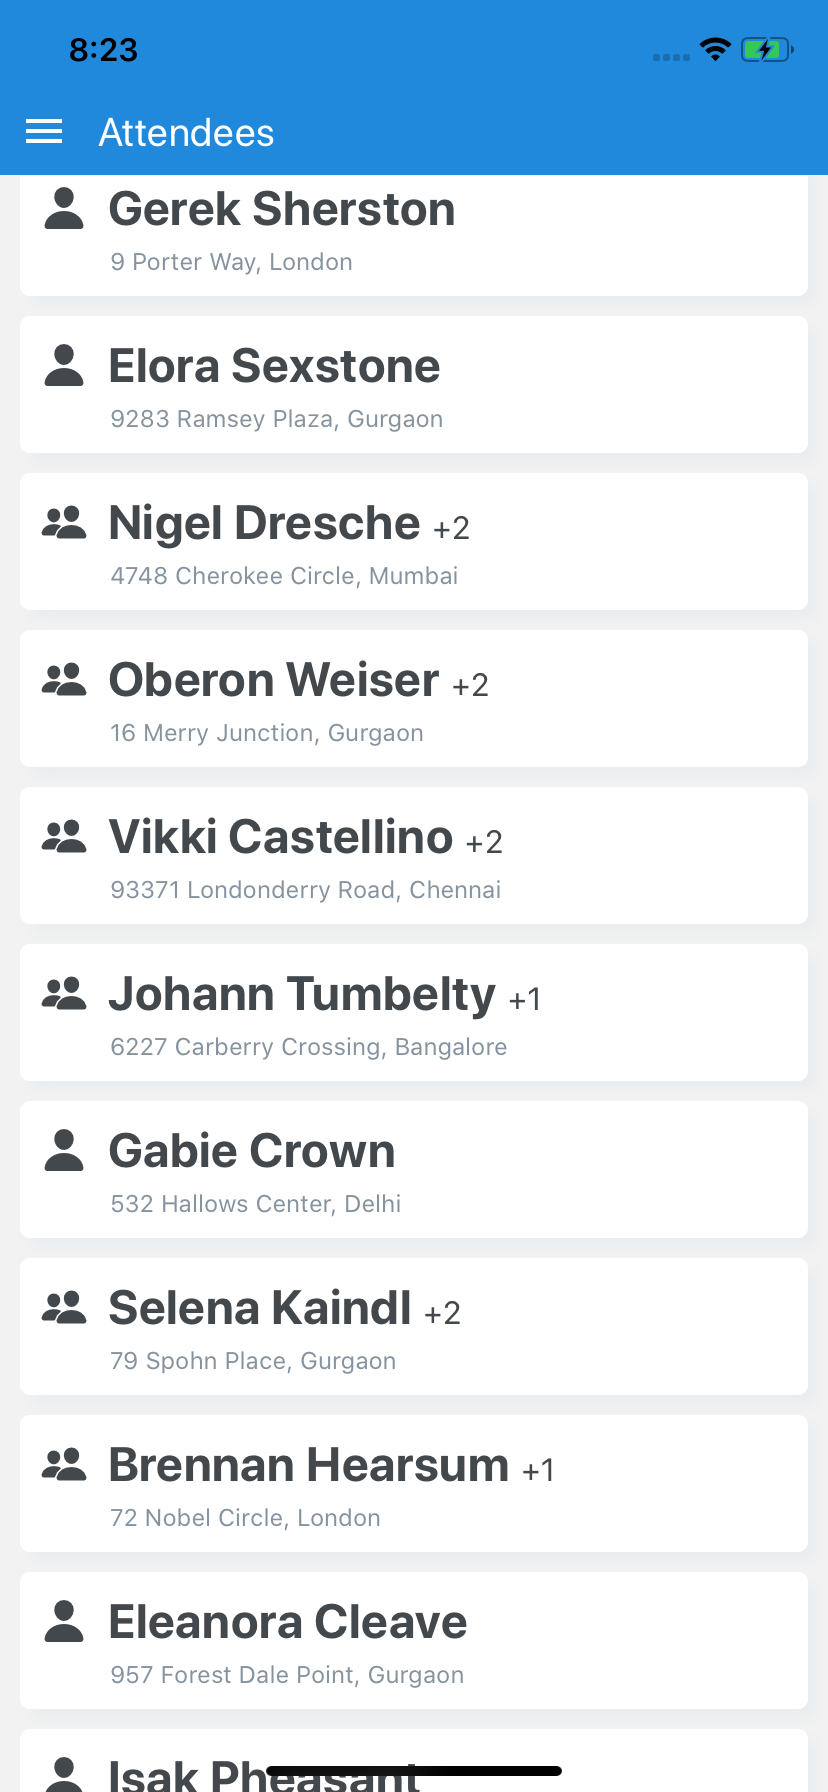 8:23
Attendees
Gerek Sherston
9 Porter Way, London
Elora Sexstone
9283 Ramsey Plaza, Gurgaon
Nigel Dresche +2
4748 Cherokee Circle, Mumbai
Oberon Weiser +2
16 Merry Junction, Gurgaon
Vikki Castellino +2
93371 Londonderry Road, Chennai
Johann Tumbelty +1
6227 Carberry Crossing, Bangalore
Gabie Crown
532 Hallows Center, Delhi
Selena Kaindl +2
79 Spohn Place, Gurgaon
Brennan Hearsum +1
72 Nobel Circle, London
Eleanora Cleave
957 Forest Dale Point, Gurgaon
Isak Pheasant